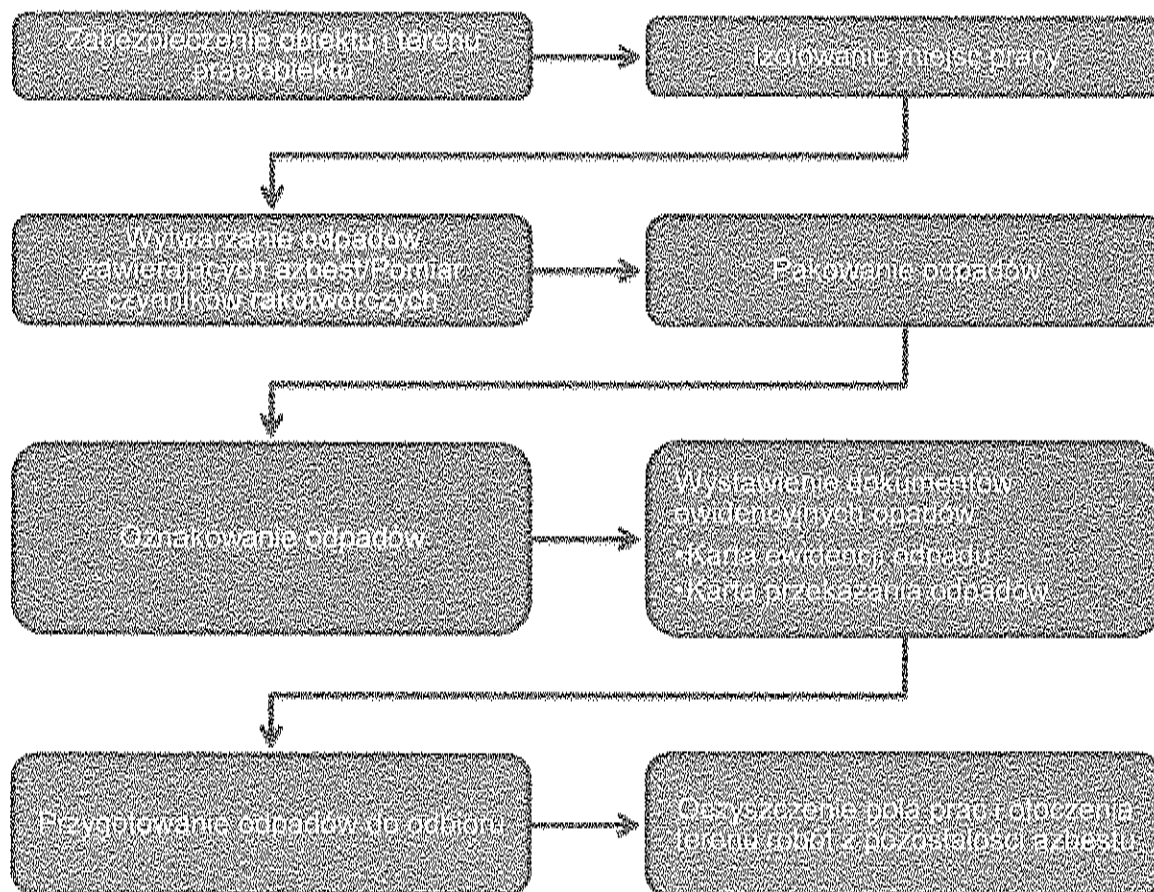 Zabezpieczenie obiektu i terenu
prac obiektu
Izolowanie miejsc pracy
Wytwarzanie odpadów
zawierających azbest/Pomiar
czynników rakotwórczych
Pakowanie odpadów
Oznakowanie odpadów
Wystawienie dokumentów
ewidencyjnych opadów
•Karta ewidencji odpadu
•Karta przekazania odpadów
Przygotowanie odpadów do odbioru
Oczyszczenie pola prac i otoczenia
terenu robót z pozostałości azbestu